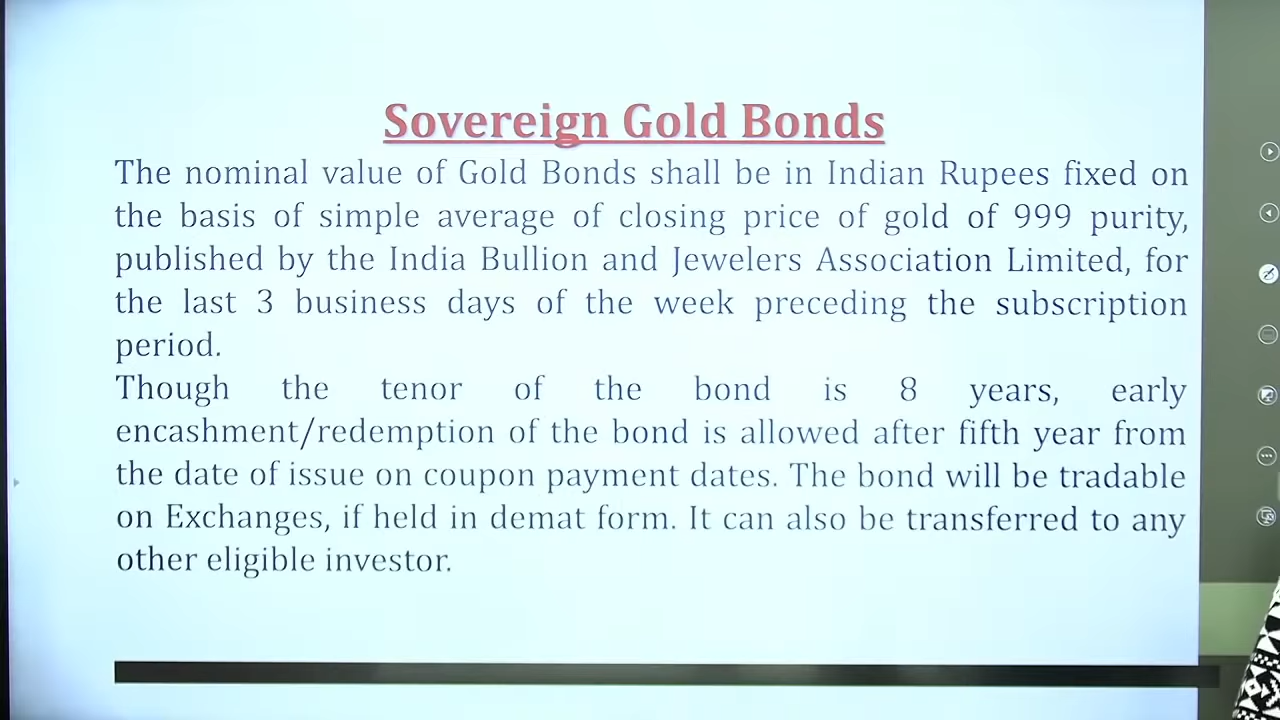 Sovereign Gold Bonds
The nominal value of Gold Bonds shall be in Indian Rupees fixed on
the basis of simple average of closing price of gold of 999 purity,
published by the India Bullion and Jewelers Association Limited, for
the last 3 business days of the week preceding the subscription
period.
Though the tenor of the bond is 8 years, early
encashment/redemption of the bond is allowed after fifth year from
the date of issue on coupon payment dates. The bond will be tradable
on Exchanges, if held in demat form. It can also be transferred to any
other eligible investor.